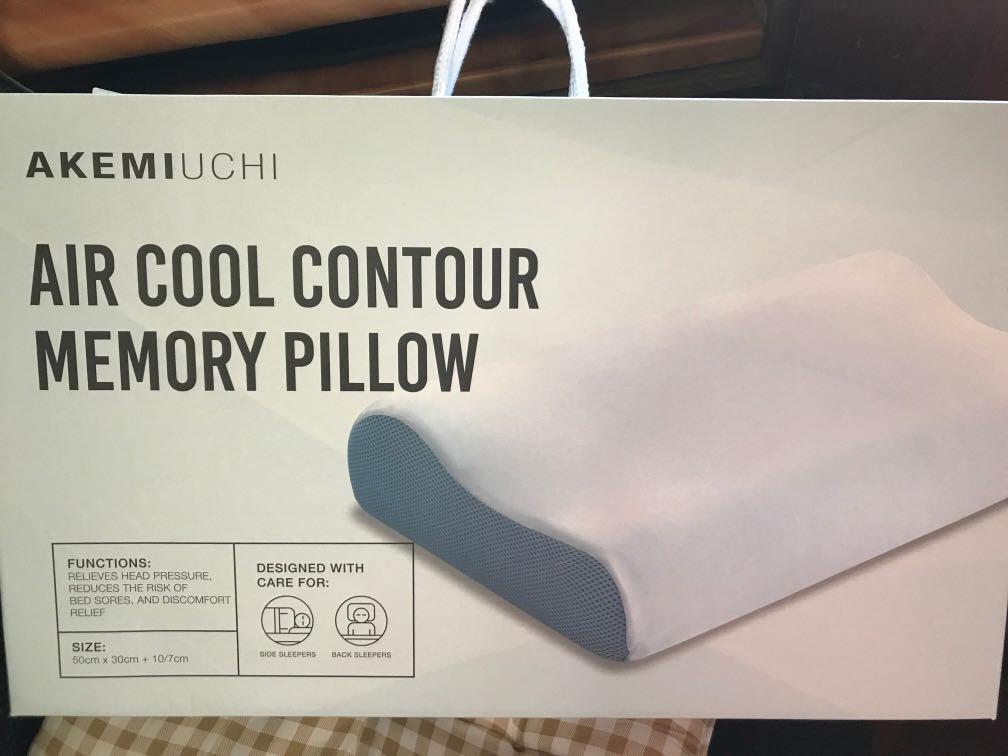 AKEMIUCHI
AIR COOL CONTOUR
MEMORY PILLOW
FUNCTIONS:
RELIEVES HEAD PRESSURE,
REDUCES THE RISK OF
BED SORES, AND DISCOMFORT
RELIEF
SIZE:
50cm x 30cm + 10/7cm
DESIGNED WITH
CARE FOR:
SIDE SLEEPERS
BACK SLEEPERS